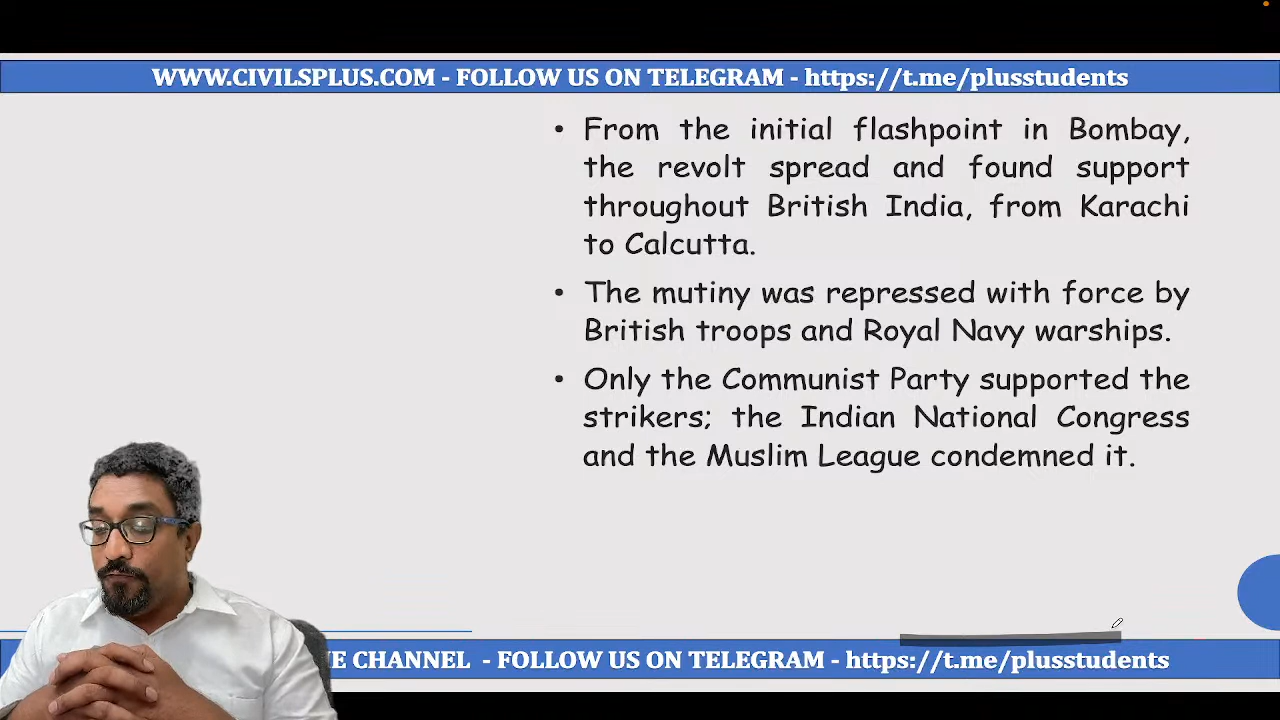 WWW.CIVILSPLUS.COM - FOLLOW US ON TELEGRAM - https://t.me/plusstudents
• From the initial flashpoint in Bombay,
the revolt spread and found support
throughout British India, from Karachi
to Calcutta.
• The mutiny was repressed with force by
British troops and Royal Navy warships.
• Only the Communist Party supported the
strikers; the Indian National Congress
and the Muslim League condemned it.
CHANNEL - FOLLOW US ON TELEGRAM - https://t.me/plusstudents